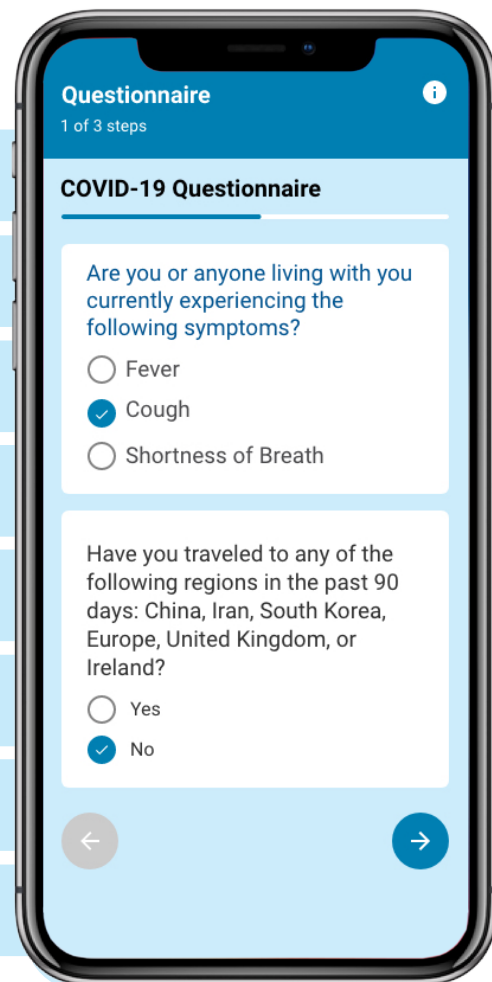 Questionnaire
1 of 3 steps
COVID-19 Questionnaire
Are you or anyone living with you
currently experiencing the
following symptoms?
Fever
Cough
Shortness of Breath
Have you traveled to any of the
following regions in the past 90
days: China, Iran, South Korea,
Europe, United Kingdom, or
Ireland?
Yes
No